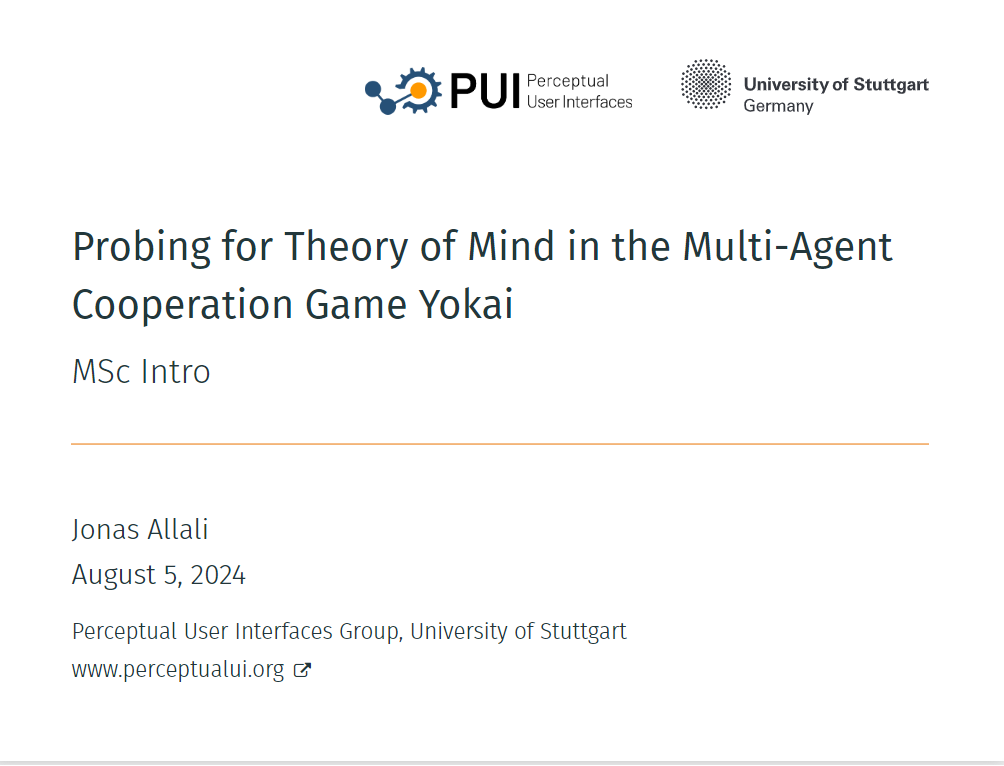 PUI Perceptual
User Interfaces
University of Stuttgart
Germany
Probing for Theory of Mind in the Multi-Agent
Cooperation Game Yokai
MSc Intro
Jonas Allali
August 5, 2024
Perceptual User Interfaces Group, University of Stuttgart
www.perceptualui.org